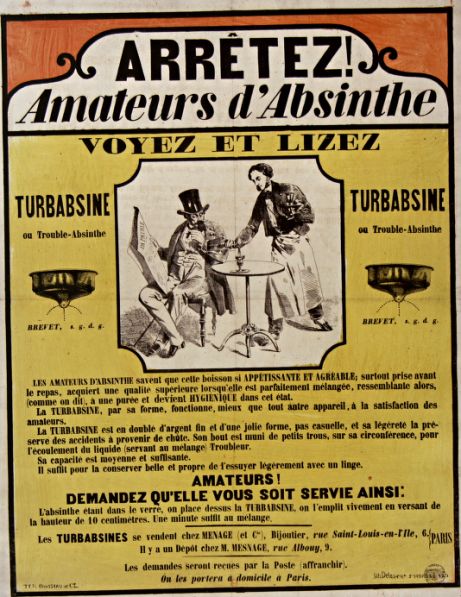 ARRÊTEZ!
Amateurs d'Absinthe
VOYEZ ET LIZEZ
TURBABSINE
ou Trouble-Absinthe
BREVET, s. g. d. g.
TURBABSINE
ou Trouble-Absinthe
BREVET, s. g. d. g.
LES AMATEURS D'ABSINTHE savent que cette boisson si APPÉTISSANTE ET AGRÉABLE; surtout prise avant
le repas, acquiert une qualité supérieure lorsqu'elle est parfaitement mélangée, ressemblante alors,
(comme on dit, à une purée et devient HYGIÉNIQUE dans cet état.
La TURBABSINE, par sa forme, fonctionne, mieux que tout autre appareil, à la satisfaction des
amateurs.
La TURBABSINE est en doublé d'argent fin et d'une jolie forme, pas casuelle, et sa légèreté la pré-
serve des accidents à provenir de chûte. Son bout est muni de petits trous, sur sa circonférence, pour
l'écoulement du liquide (servant au mélange) Troubleur.
Sa capacité est moyenne et suffisante.
Il suffit pour la conserver belle et propre de l'essuyer légèrement avec un linge.
AMATEURS!
DEMANDEZ QU'ELLE VOUS SOIT SERVIE AINSI:
L'absinthe étant dans le verre, on place dessus la TURBABSINE, on l'emplit vivement en versant de
la hauteur de 10 centimètres. Une minute suffit au mélange.
Les TURBABSINES se vendent chez MENAGE (et Cie), Bijoutier, rue Saint-Louis-en-l'Ile, 6. PARIS
Il y a un Dépôt chez M. MESNAGE, rue Albouy, 9.
Les demandes seront reçues par la Poste (affranchir).
On les portera à domicile à Paris.